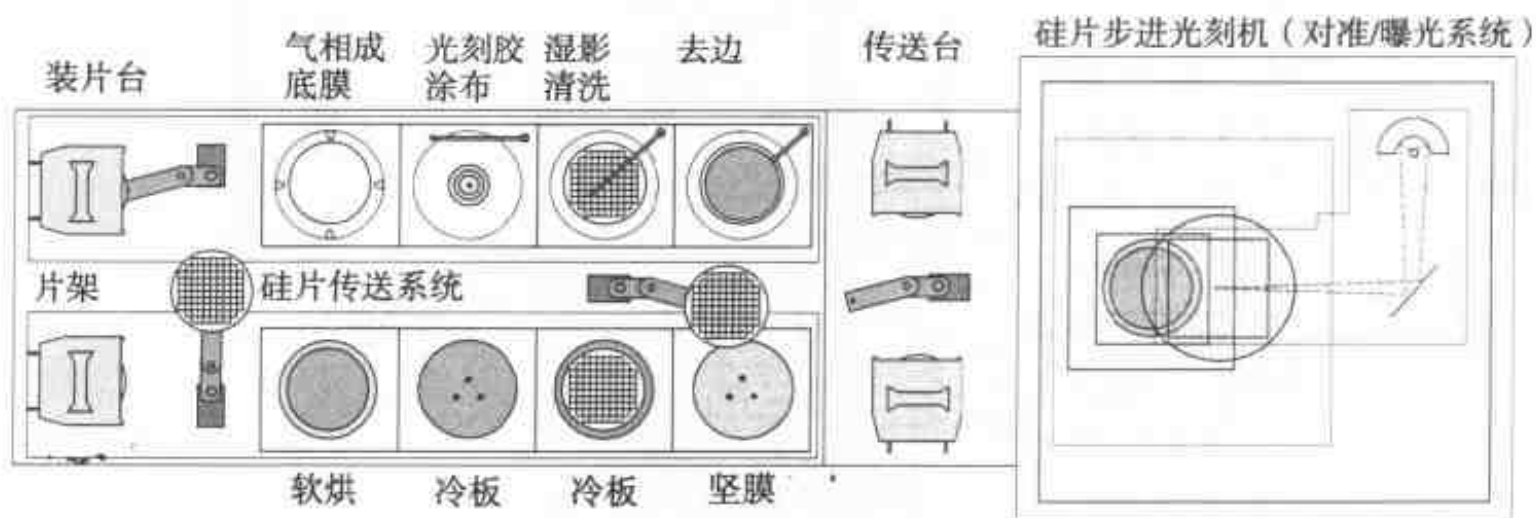 硅片步进光刻机（对准/曝光系统）
气相成 光刻胶 湿影 去边 传送台
装片台 底膜 涂布 清洗
片架 硅片传送系统
软烘 冷板 冷板 坚膜